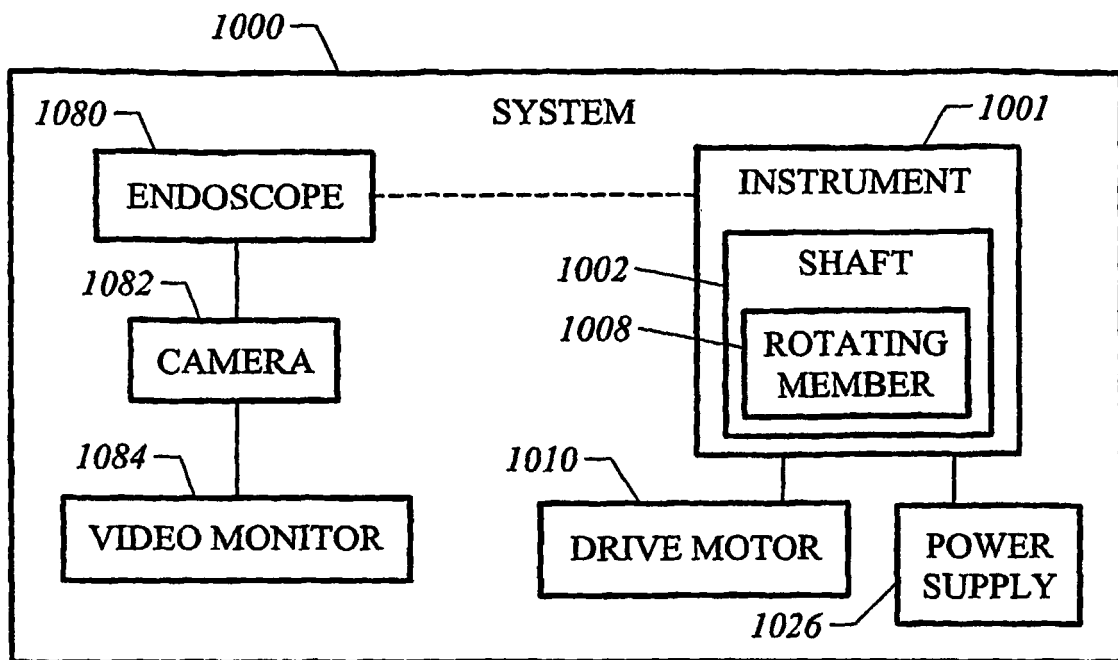 1000
SYSTEM
1080
ENDOSCOPE
1082
CAMERA
1084
VIDEO MONITOR
1001
INSTRUMENT
1002
SHAFT
1008
ROTATING
MEMBER
1010
DRIVE MOTOR
POWER
SUPPLY
1026